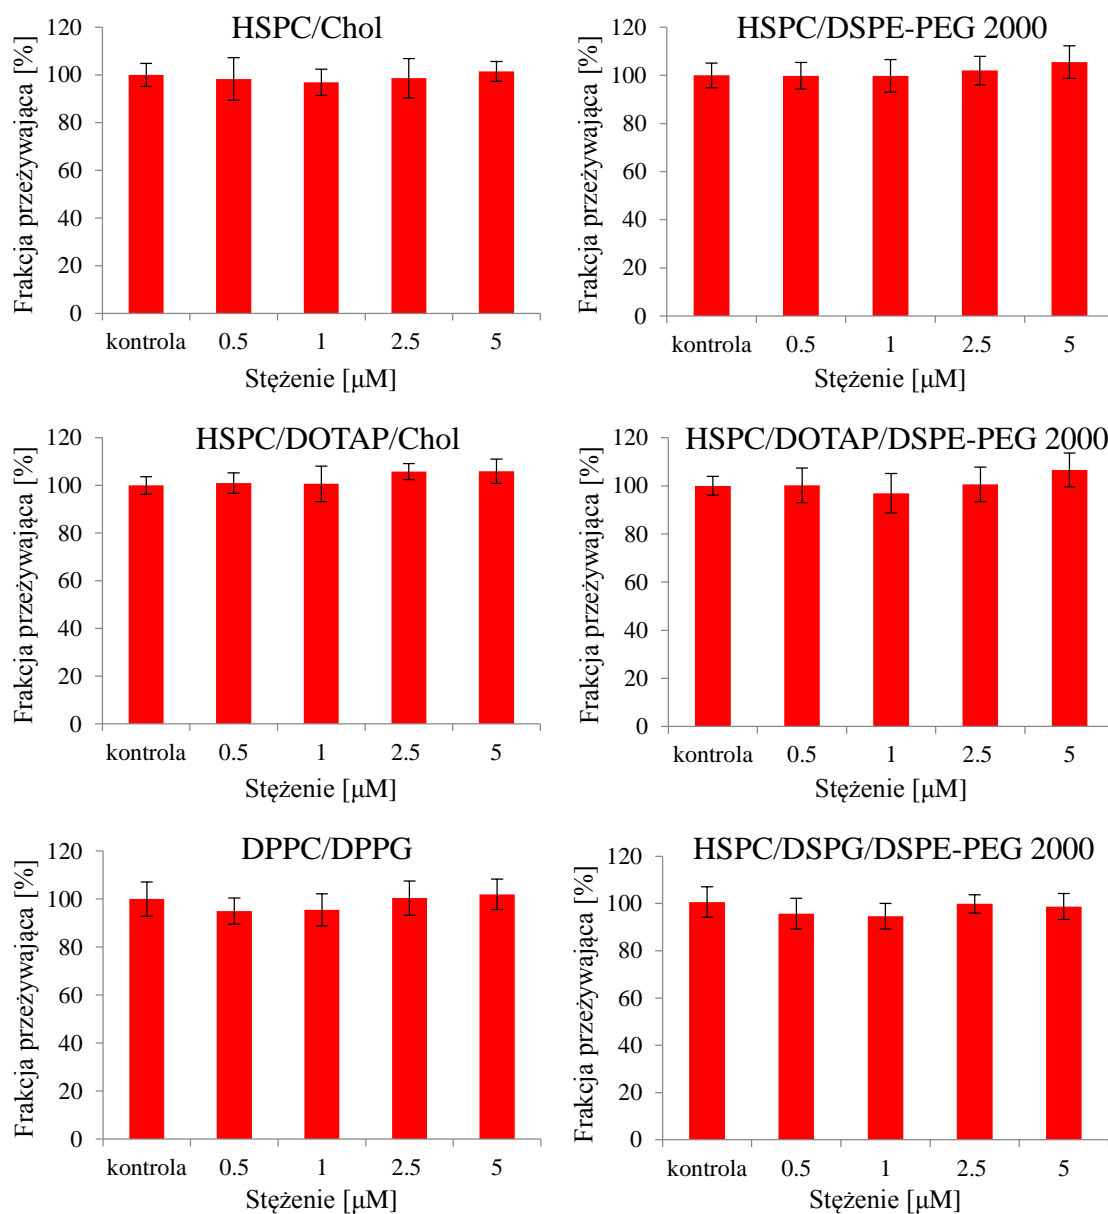 HSPC/Chol
Frakcja przeżywająca [%]
120
100
80
60
40
20
0
kontrola 0.5 1 2.5 5
Stężenie [μM]
HSPC/DSPE-PEG 2000
Frakcja przeżywająca [%]
120
100
80
60
40
20
0
kontrola 0.5 1 2.5 5
Stężenie [μM]
HSPC/DOTAP/Chol
Frakcja przeżywająca [%]
120
100
80
60
40
20
0
kontrola 0.5 1 2.5 5
Stężenie [μM]
HSPC/DOTAP/DSPE-PEG 2000
Frakcja przeżywająca [%]
120
100
80
60
40
20
0
kontrola 0.5 1 2.5 5
Stężenie [μM]
DPPC/DPPG
Frakcja przeżywająca [%]
120
100
80
60
40
20
0
kontrola 0.5 1 2.5 5
Stężenie [μM]
HSPC/DSPG/DSPE-PEG 2000
Frakcja przeżywająca [%]
120
100
80
60
40
20
0
kontrola 0.5 1 2.5 5
Stężenie [μM]